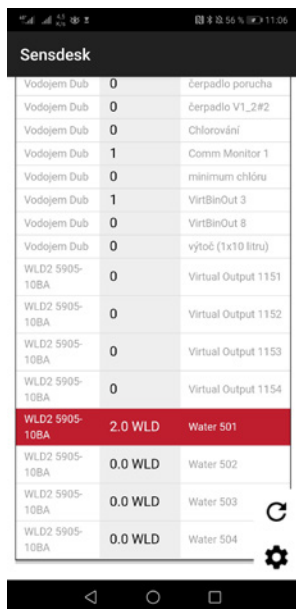 4.5
K/s
56 %
11:06
Sensdesk
Vodojem Dub 0 čerpadlo porucha
Vodojem Dub 0 čerpadlo V1_2#2
Vodojem Dub 0 Chlorování
Vodojem Dub 1 Comm Monitor 1
Vodojem Dub 0 minimum chlóru
Vodojem Dub 1 VirtBinOut 3
Vodojem Dub 0 VirtBinOut 8
Vodojem Dub 0 výtoč (1x10 litru)
WLD2 5905-
10BA 0 Virtual Output 1151
WLD2 5905-
10BA 0 Virtual Output 1152
WLD2 5905-
10BA 0 Virtual Output 1153
WLD2 5905-
10BA 0 Virtual Output 1154
WLD2 5905-
10BA 2.0 WLD Water 501
WLD2 5905-
10BA 0.0 WLD Water 502
WLD2 5905-
10BA 0.0 WLD Water 503
WLD2 5905-
10BA 0.0 WLD Water 504